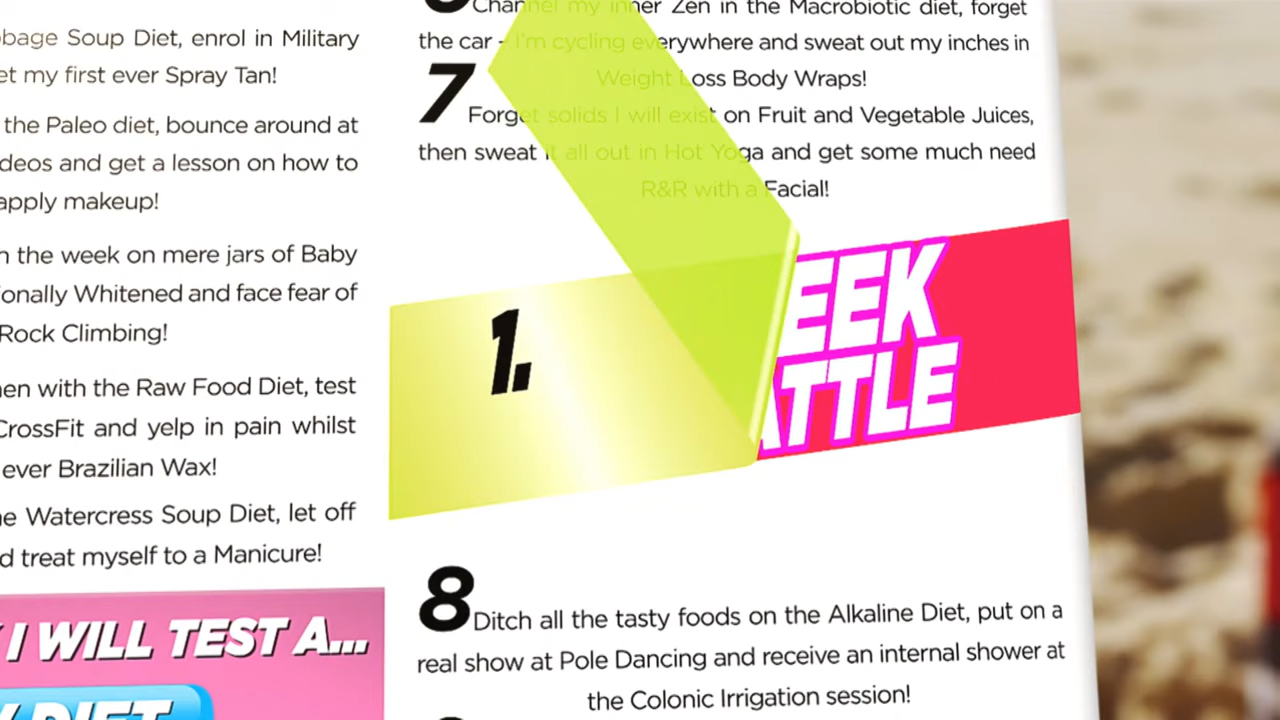 bage Soup Diet, enrol in Military
et my first ever Spray Tan!
the Paleo diet, bounce around at
deos and get a lesson on how to
apply makeup!
the week on mere jars of Baby
onally Whitened and face fear of
Rock Climbing!
en with the Raw Food Diet, test
CrossFit and yelp in pain whilst
ever Brazilian Wax!
e Watercress Soup Diet, let off
d treat myself to a Manicure!
I WILL TEST A...
DIET
Channel my inner Zen in the Macrobiotic diet, forget
the car - I'm cycling everywhere and sweat out my inches in
Weight Loss Body Wraps!
7 Forget solids I will exist on Fruit and Vegetable Juices,
then sweat it all out in Hot Yoga and get some much need
R&R with a Facial!
1.
EEK
ATTLE
8 Ditch all the tasty foods on the Alkaline Diet, put on a
real show at Pole Dancing and receive an internal shower at
the Colonic Irrigation session!